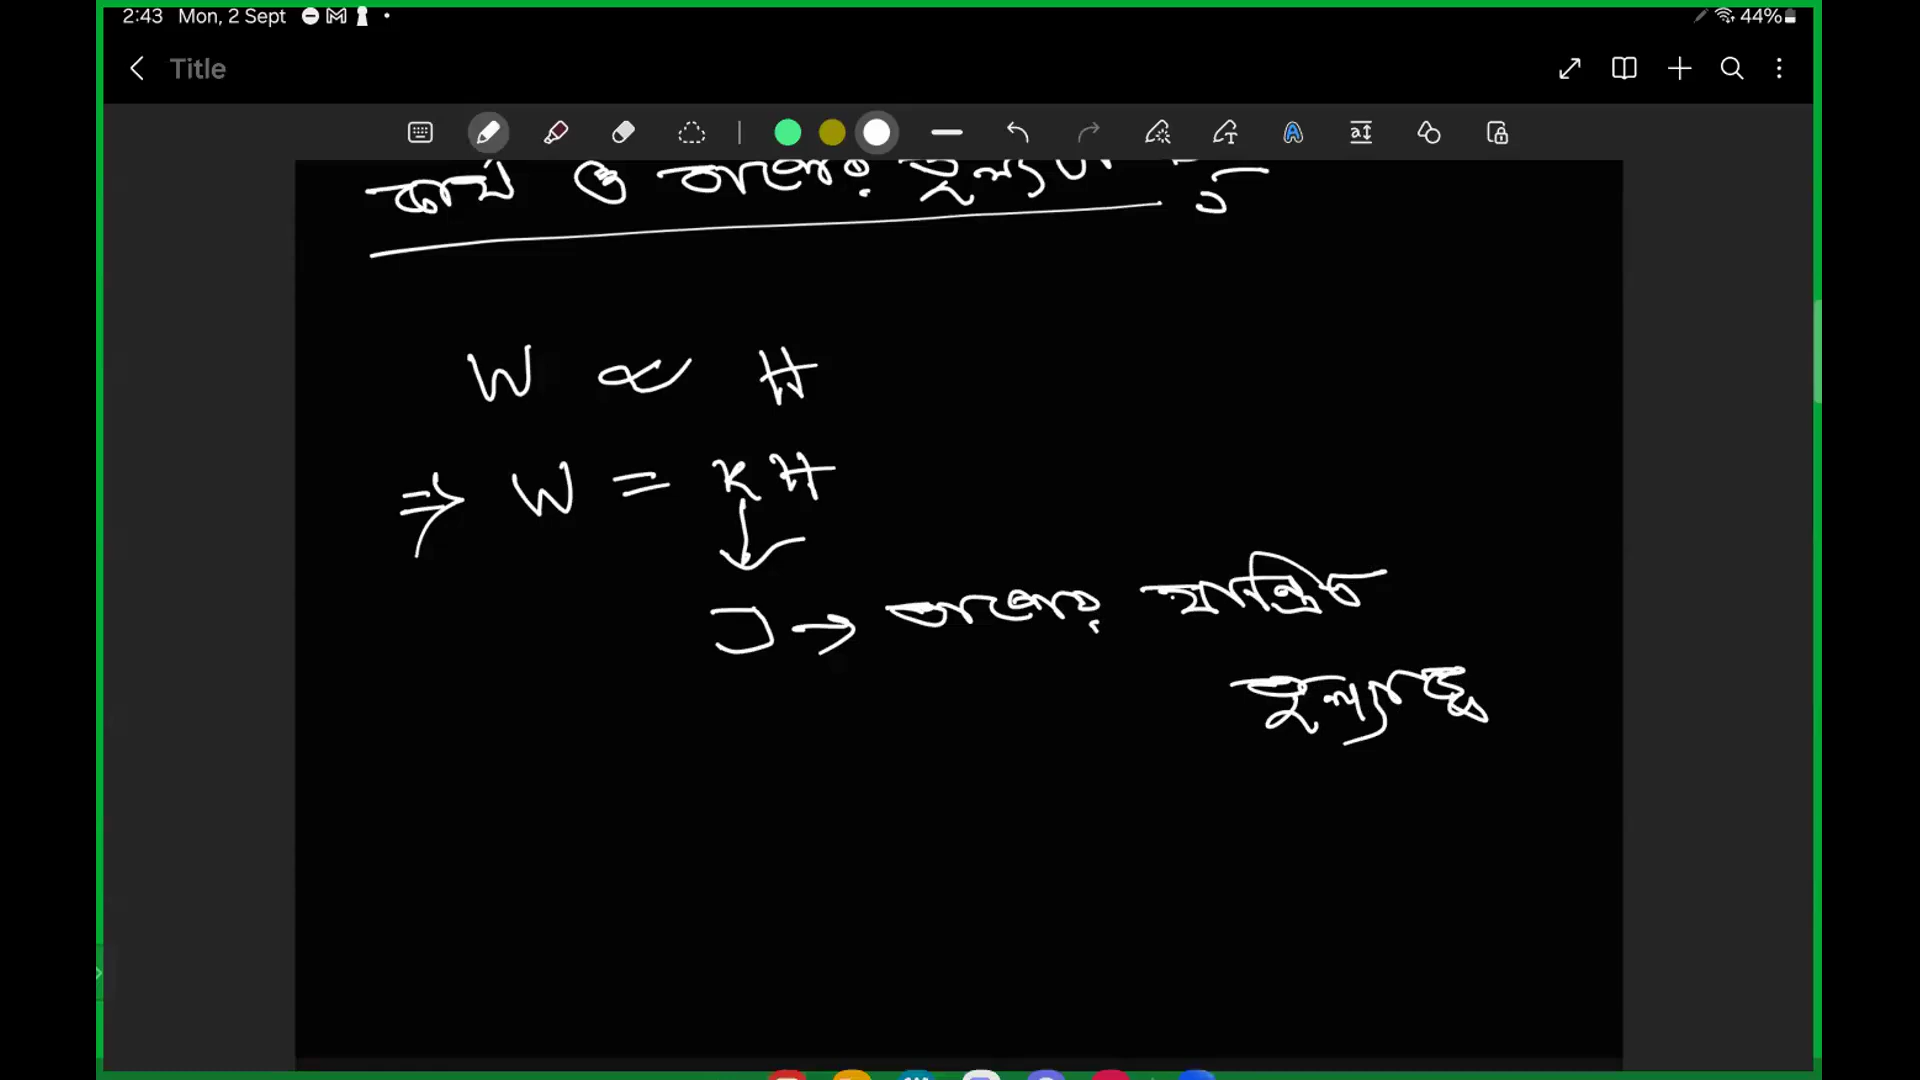 2:43 Mon, 2 Sept 44%
Title
কার্য ও তাপের
W ∝ H
⇒ W = KH
↓
J → তাপের যান্ত্রিক
তুল্যাঙ্ক